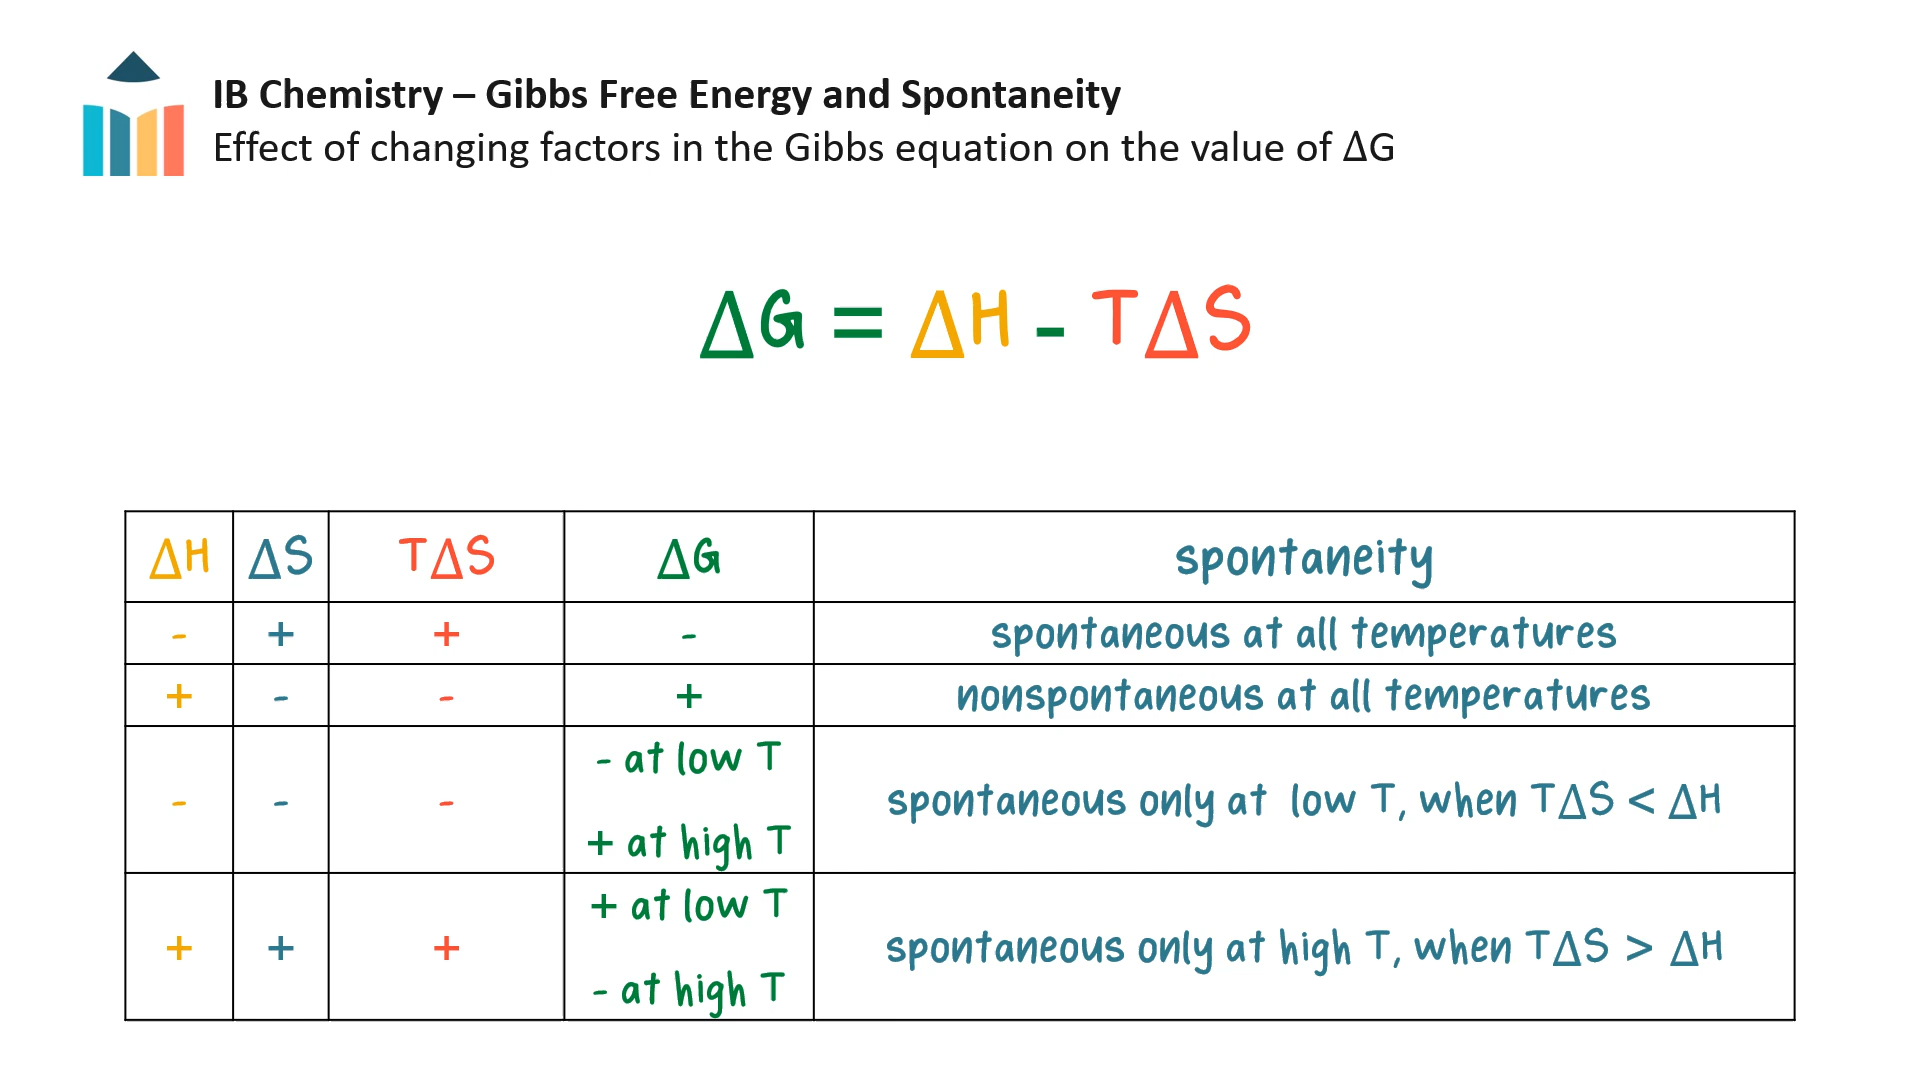 IB Chemistry – Gibbs Free Energy and Spontaneity
Effect of changing factors in the Gibbs equation on the value of ΔG
ΔG = ΔH - TΔS
ΔH ΔS TΔS ΔG spontaneity
- + + - spontaneous at all temperatures
+ - - + nonspontaneous at all temperatures
- at low T
- - - spontaneous only at low T, when TΔS < ΔH
+ at high T
+ at low T
+ + + spontaneous only at high T, when TΔS > ΔH
- at high T